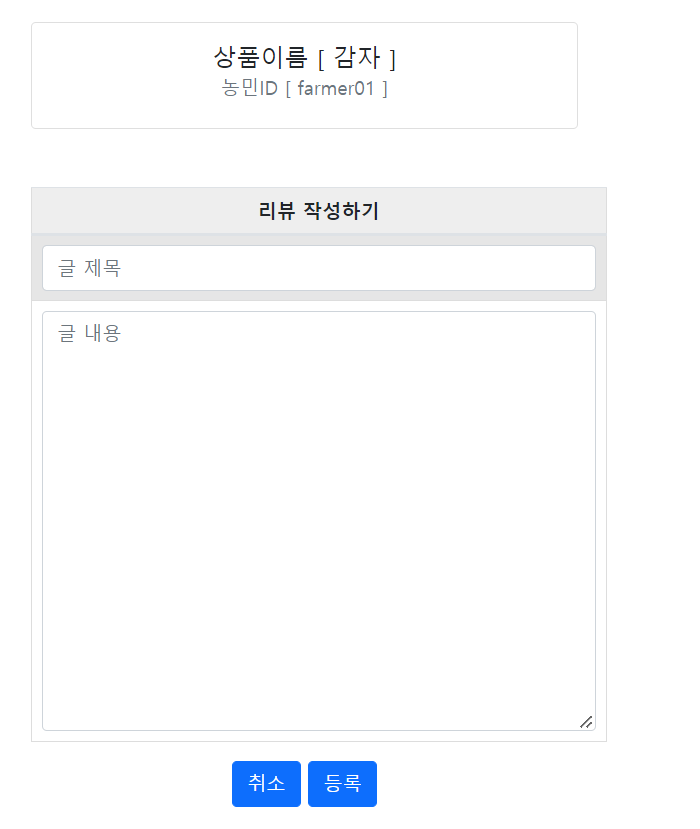 상품이름 [ 감자 ]
농민ID [ farmer01 ]
리뷰 작성하기
글 제목
글 내용
취소 등록